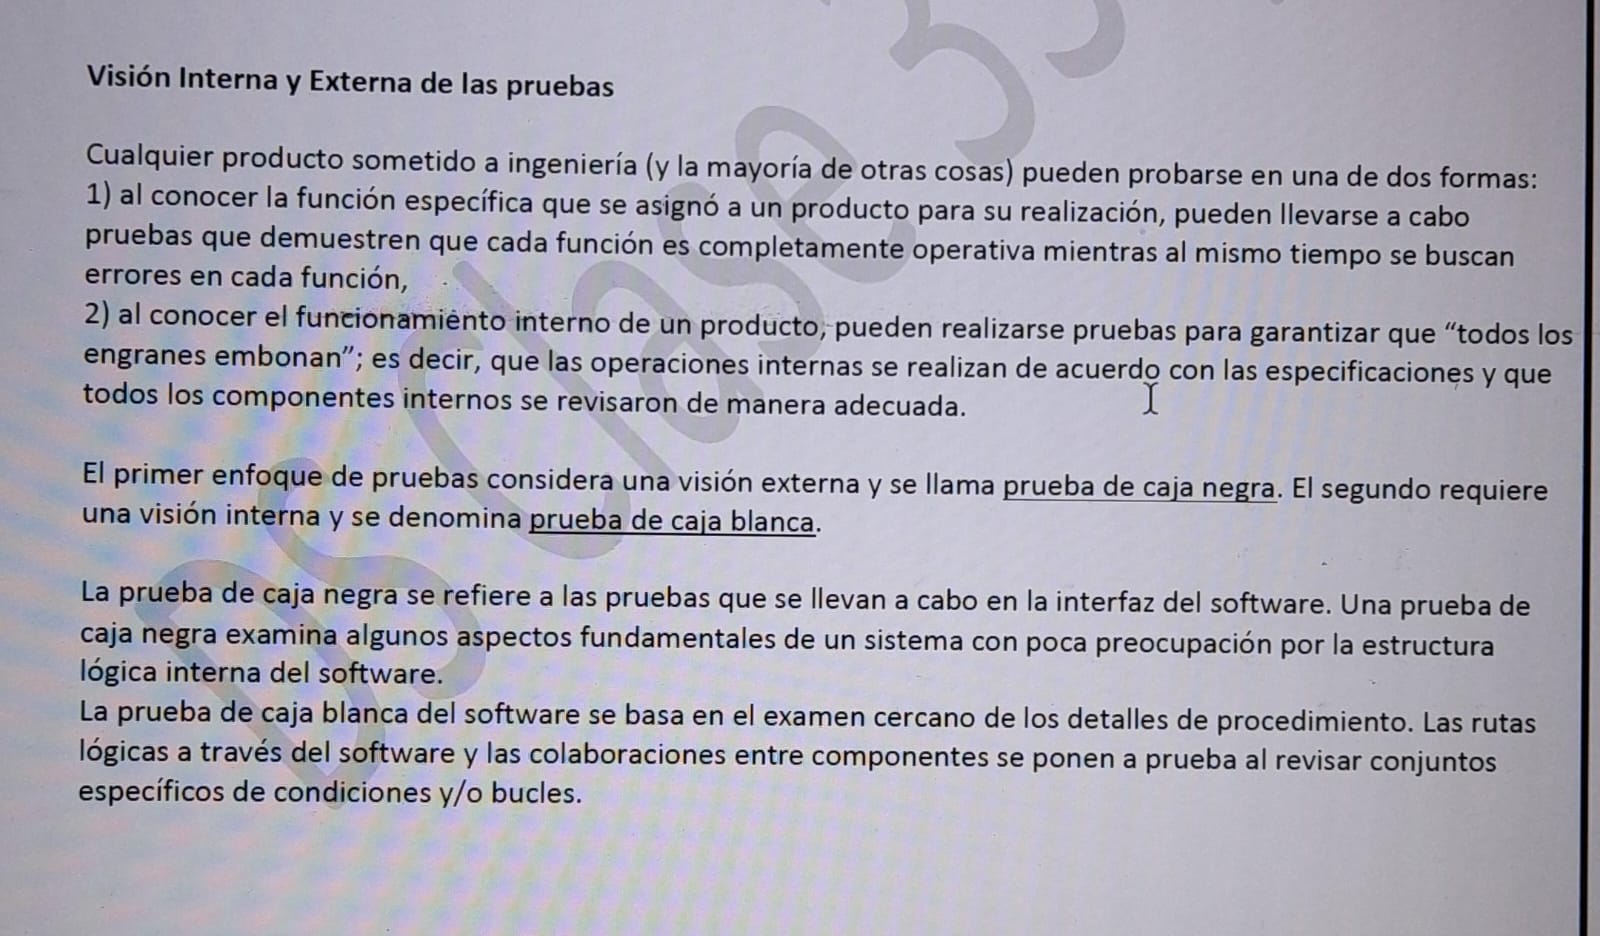 Visión Interna y Externa de las pruebas
Cualquier producto sometido a ingeniería (y la mayoría de otras cosas) pueden probarse en una de dos formas:
1) al conocer la función específica que se asignó a un producto para su realización, pueden llevarse a cabo
pruebas que demuestren que cada función es completamente operativa mientras al mismo tiempo se buscan
errores en cada función,
2) al conocer el funcionamiento interno de un producto, pueden realizarse pruebas para garantizar que “todos los
engranes embonan”; es decir, que las operaciones internas se realizan de acuerdo con las especificaciones y que
todos los componentes internos se revisaron de manera adecuada.
El primer enfoque de pruebas considera una visión externa y se llama prueba de caja negra. El segundo requiere
una visión interna y se denomina prueba de caja blanca.
La prueba de caja negra se refiere a las pruebas que se llevan a cabo en la interfaz del software. Una prueba de
caja negra examina algunos aspectos fundamentales de un sistema con poca preocupación por la estructura
lógica interna del software.
La prueba de caja blanca del software se basa en el examen cercano de los detalles de procedimiento. Las rutas
lógicas a través del software y las colaboraciones entre componentes se ponen a prueba al revisar conjuntos
específicos de condiciones y/o bucles.
DS Clase